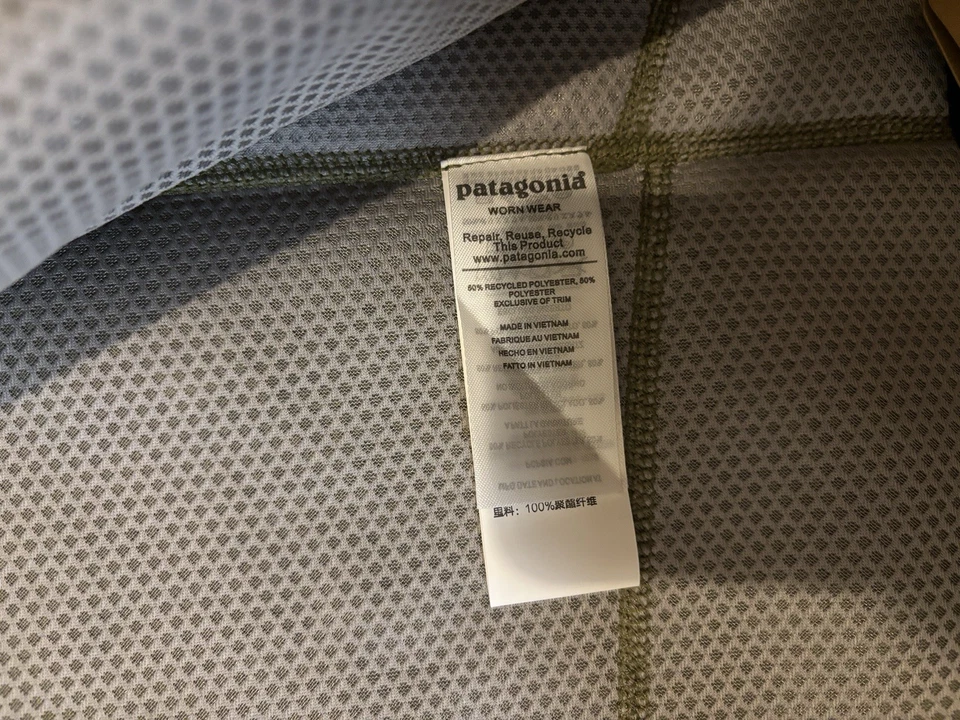 patagonia®
WORN WEAR
Repair, Reuse, Recycle
This Product
www.patagonia.com
50% RECYCLED POLYESTER, 50%
POLYESTER
EXCLUSIVE OF TRIM
MADE IN VIETNAM
FABRIQUE AU VIETNAM
HECHO EN VIETNAM
FATTO IN VIETNAM
里料：100%聚酯纤维